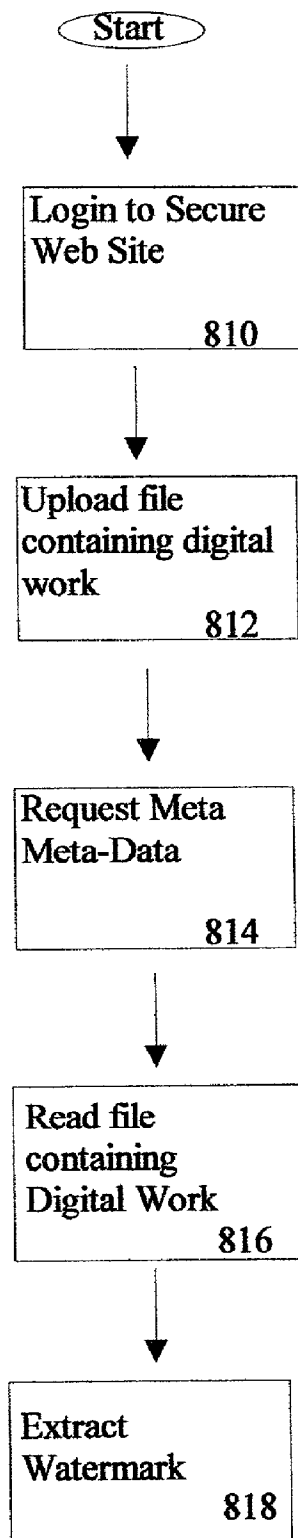 Start
Login to Secure
Web Site
810
Upload file
containing digital
work
812
Request Meta
Meta-Data
814
Read file
containing
Digital Work
816
Extract
Watermark
818